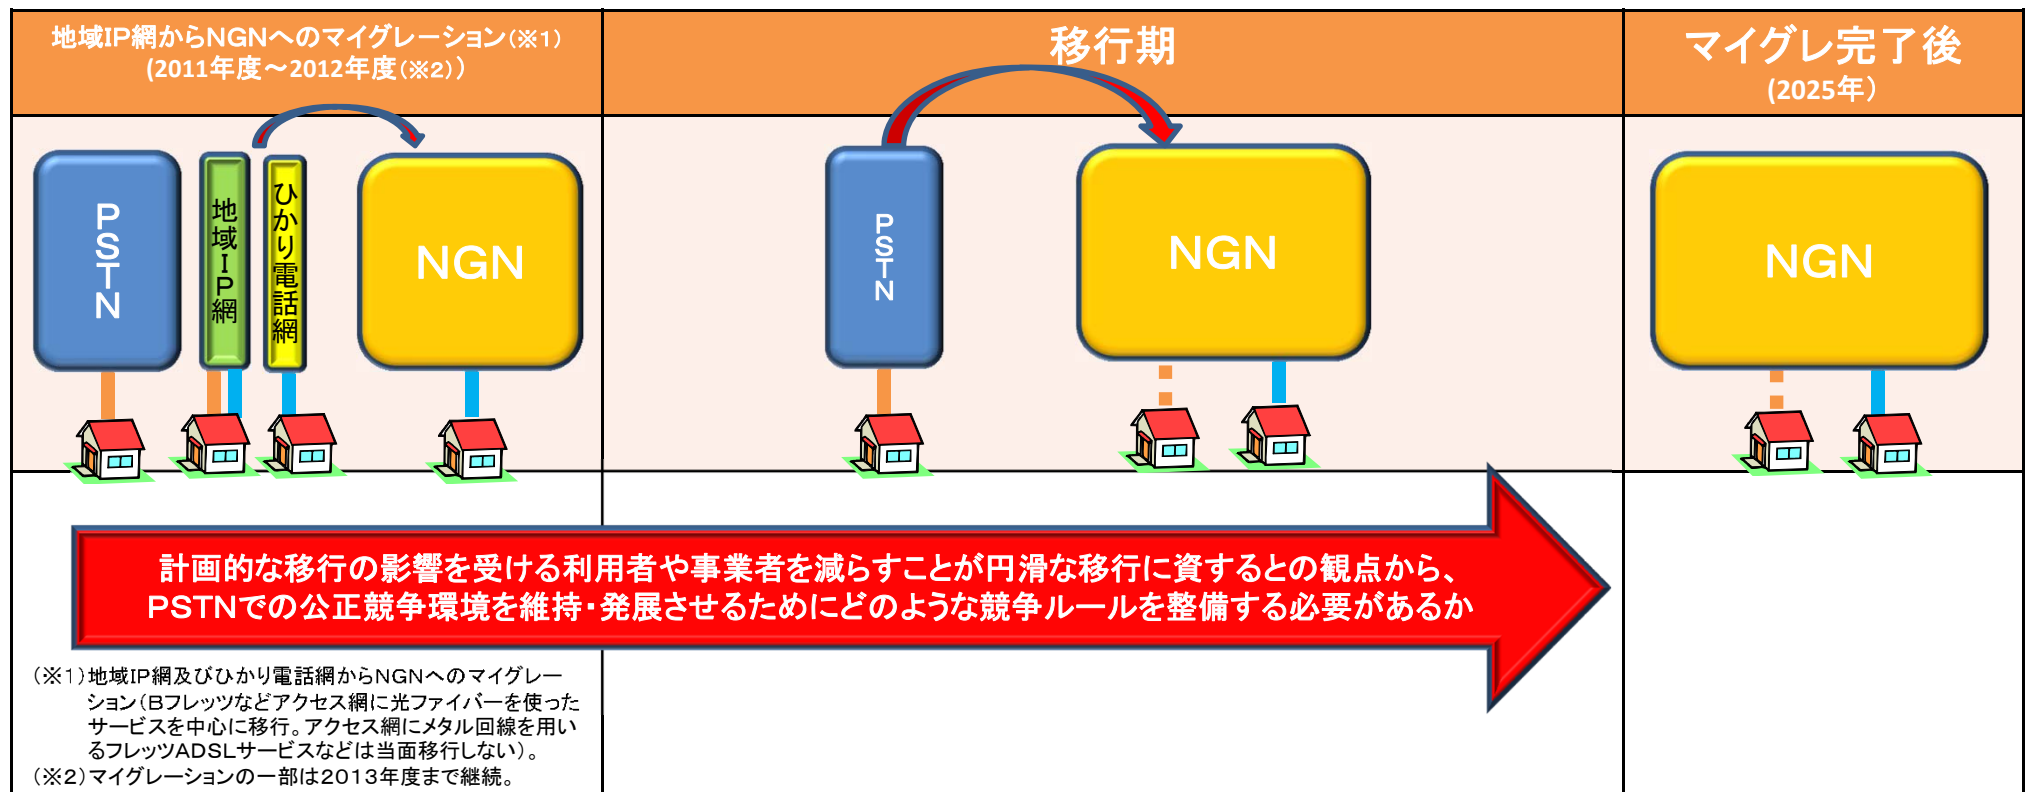 地域IP網からNGNへのマイグレーション(※1)
(2011年度～2012年度(※2))
移行期
マイグレ完了後
(2025年)
PSTN
地域IP網
ひかり電話網
NGN
PSTN
NGN
NGN
計画的な移行の影響を受ける利用者や事業者を減らすことが円滑な移行に資するとの観点から、
PSTNでの公正競争環境を維持・発展させるためにどのような競争ルールを整備する必要があるか
(※1)地域IP網及びひかり電話網からNGNへのマイグレー
ション(Bフレッツなどアクセス網に光ファイバーを使った
サービスを中心に移行。アクセス網にメタル回線を用い
るフレッツADSLサービスなどは当面移行しない)。
(※2)マイグレーションの一部は2013年度まで継続。